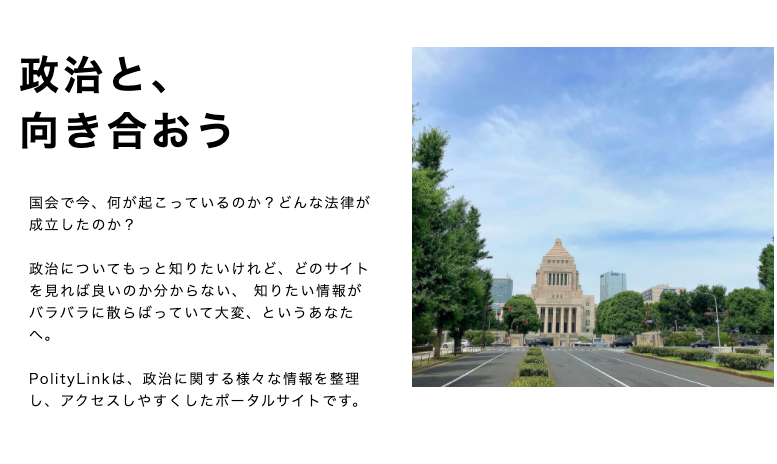 政治と、
向き合おう
国会で今、何が起こっているのか？どんな法律が
成立したのか？
政治についてもっと知りたいけれど、どのサイト
を見れば良いのか分からない、 知りたい情報が
バラバラに散らばっていて大変、というあなた
へ。
PolityLinkは、政治に関する様々な情報を整理
し、アクセスしやすくしたポータルサイトです。